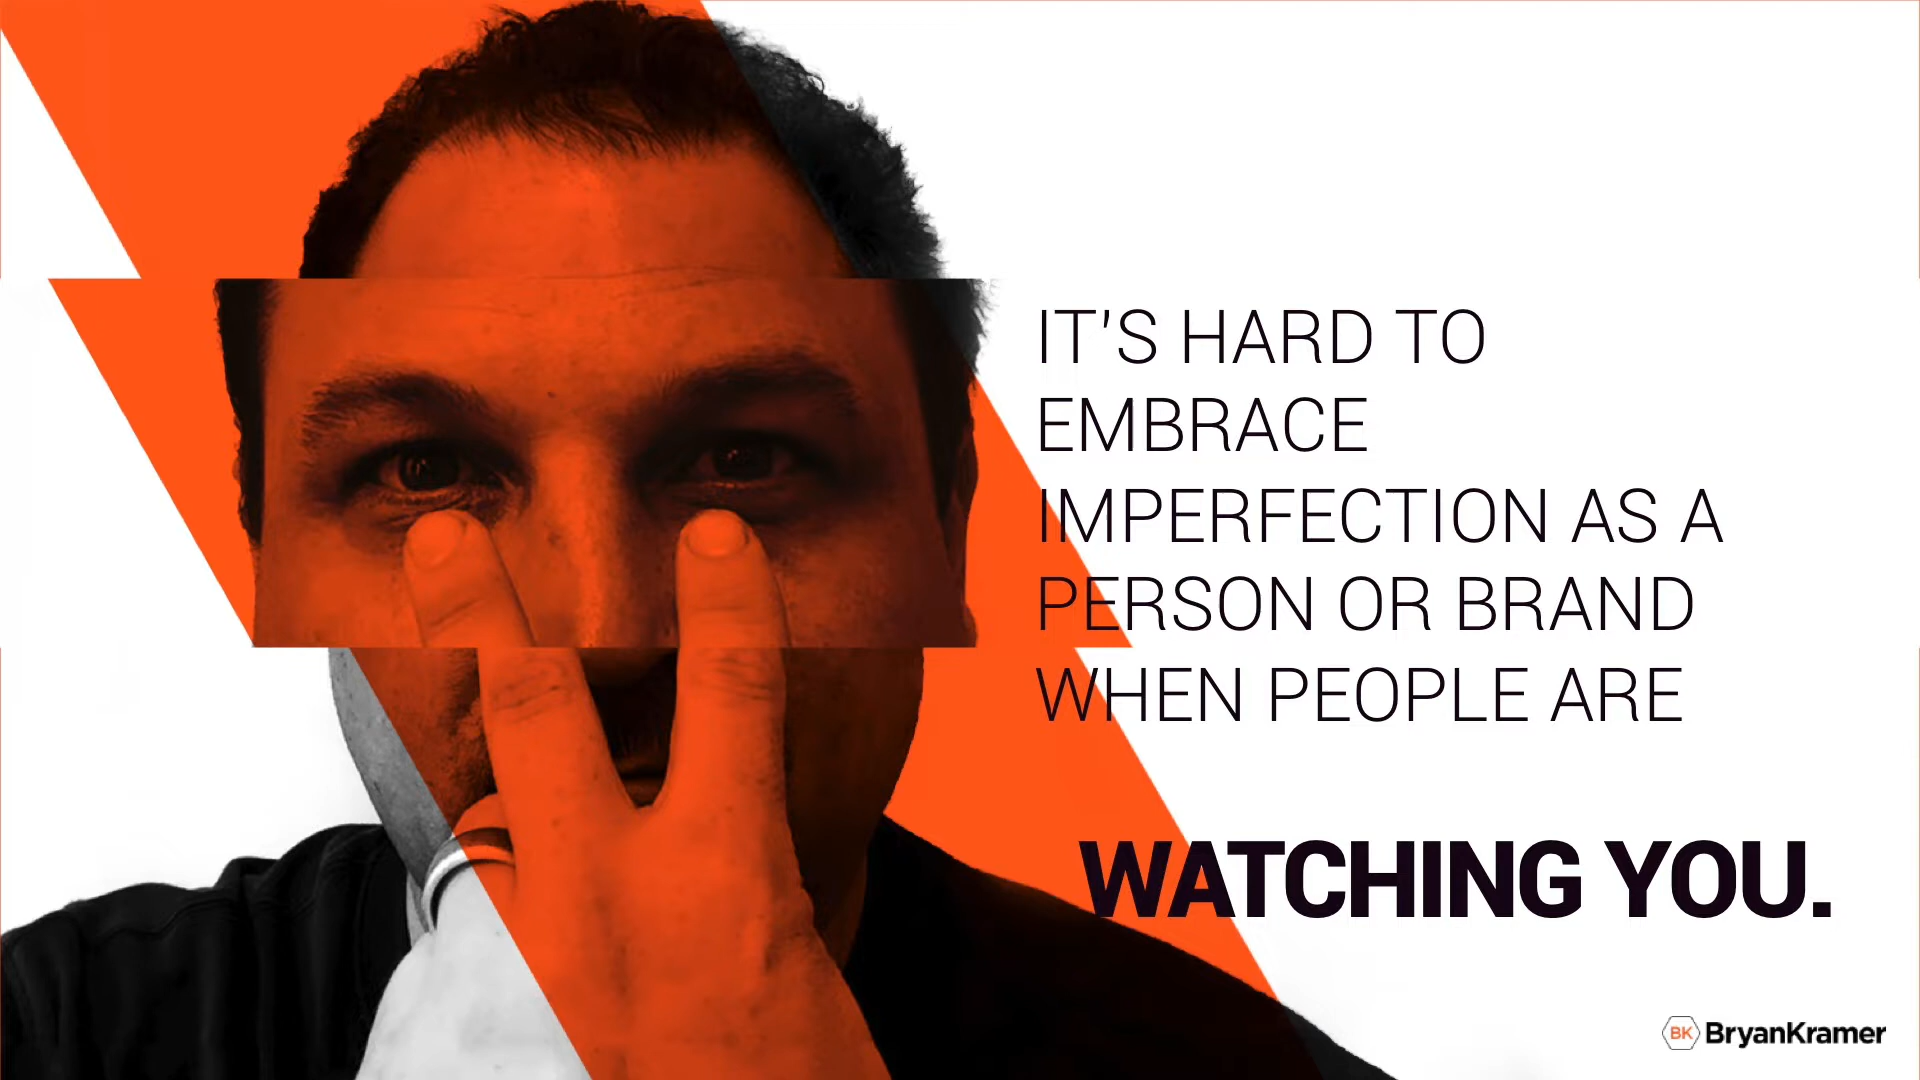 IT'S HARD TO
EMBRACE
IMPERFECTION AS A
PERSON OR BRAND
WHEN PEOPLE ARE
WATCHING YOU.
BK BryanKramer